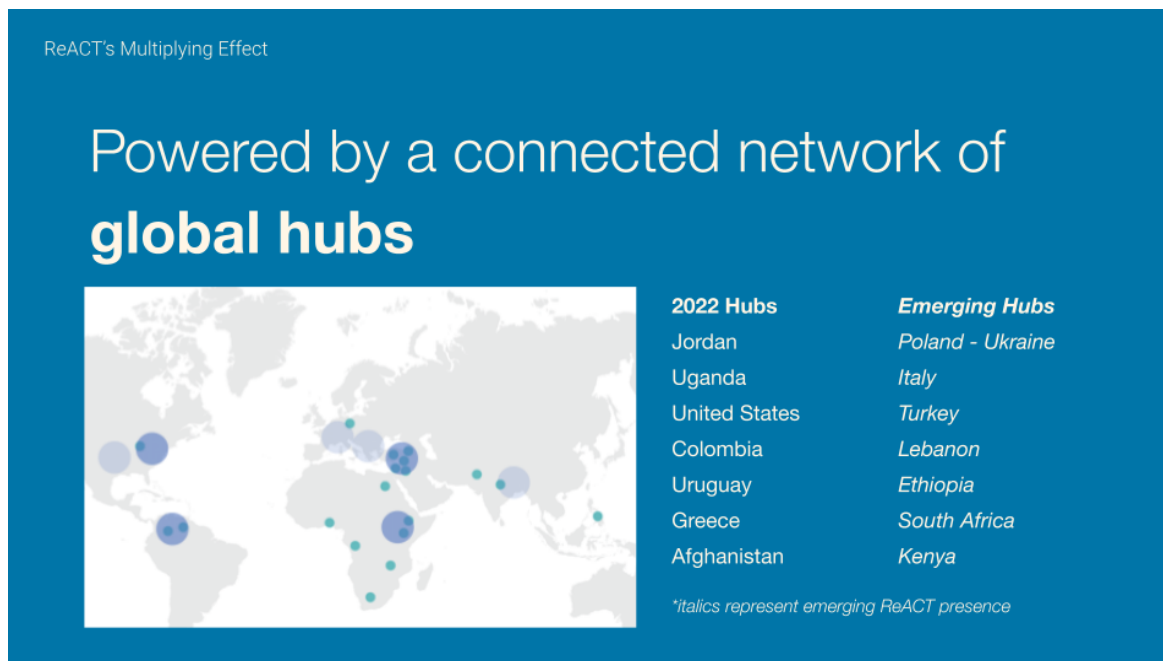 ReACT's Multiplying Effect
Powered by a connected network of
global hubs
2022 Hubs
Jordan
Uganda
United States
Colombia
Uruguay
Greece
Afghanistan
Emerging Hubs
Poland - Ukraine
Italy
Turkey
Lebanon
Ethiopia
South Africa
Kenya
*italics represent emerging ReACT presence